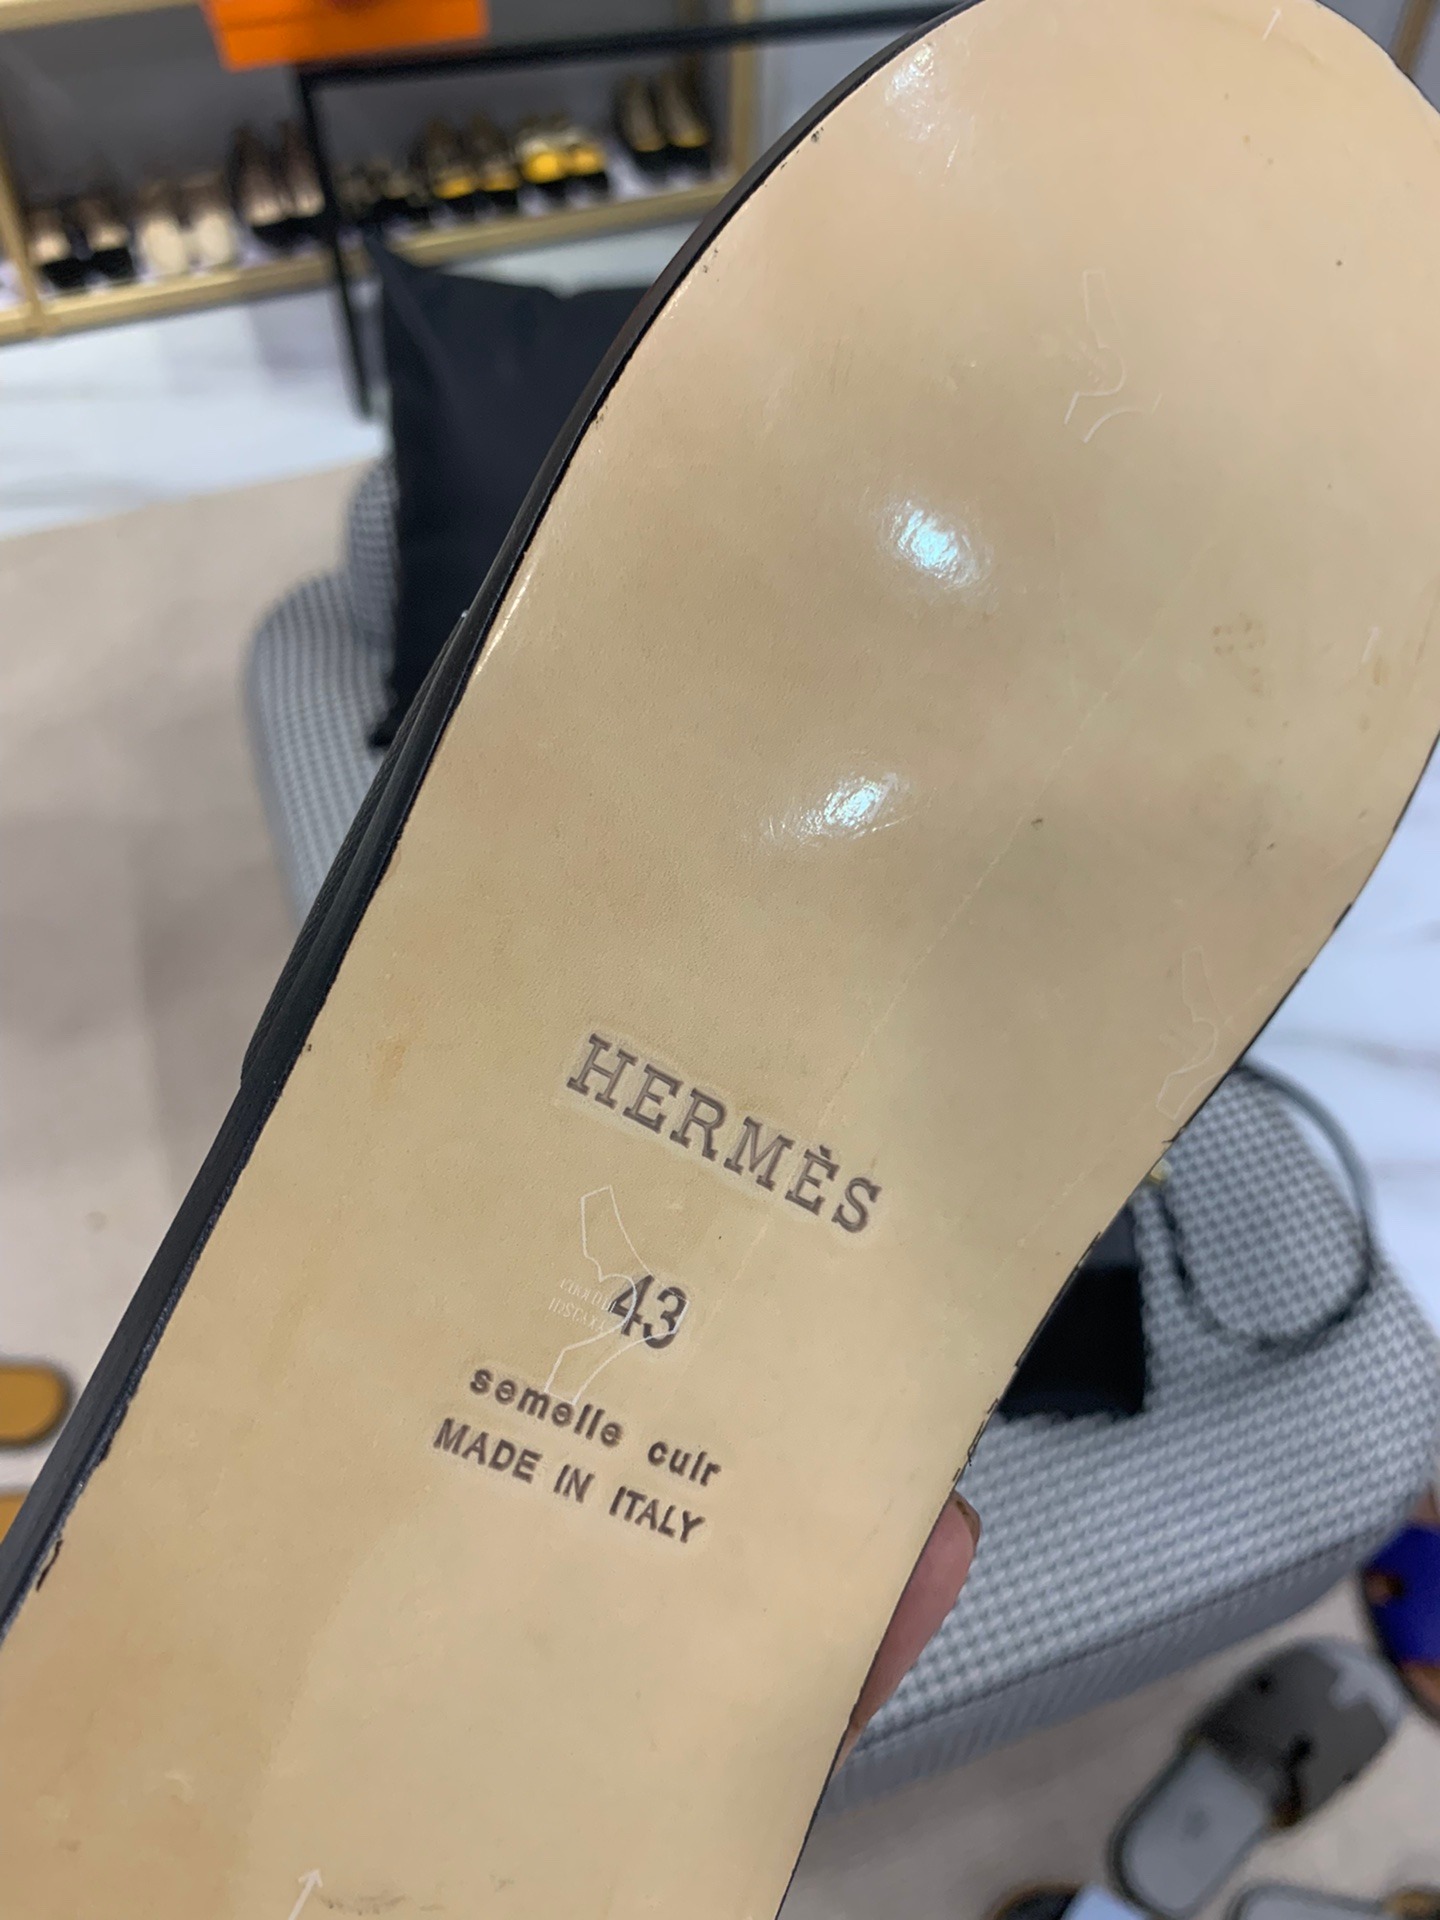 HERMÈS
43
semelle cuir
MADE IN ITALY